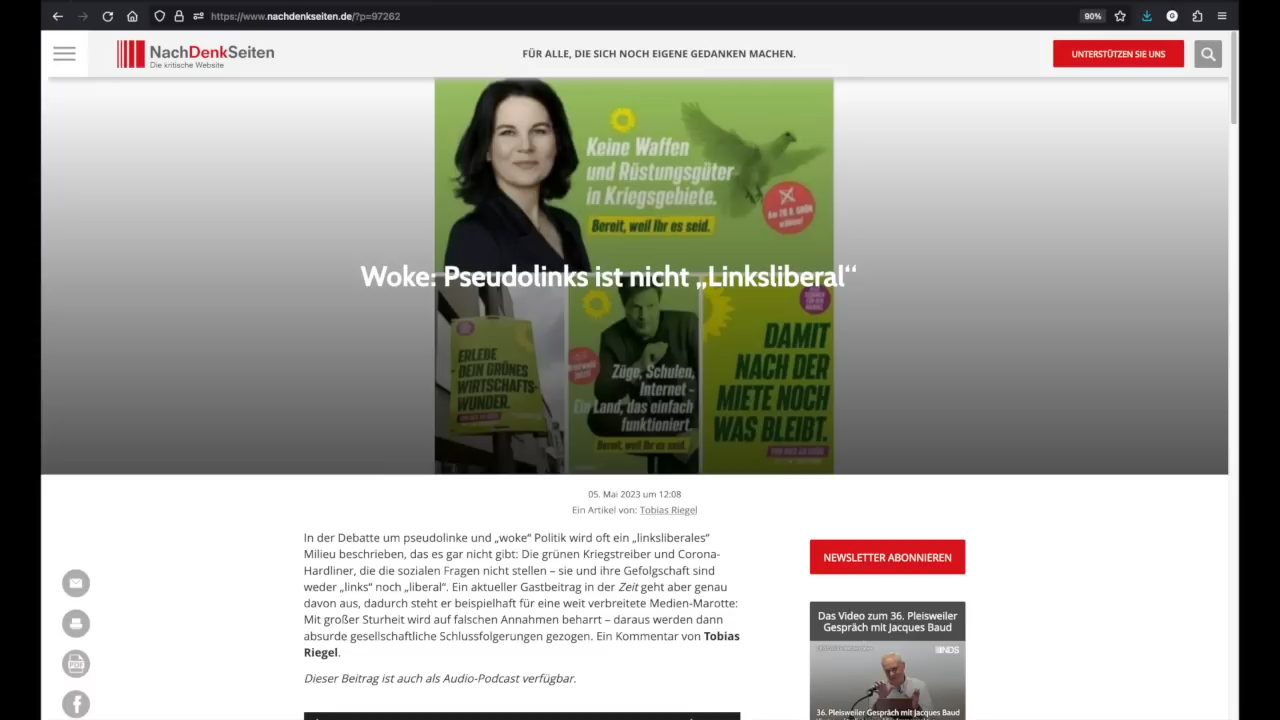 https://www.nachdenkseiten.de/?p=97262
90%
NachDenkSeiten
Die kritische Website
FÜR ALLE, DIE SICH NOCH EIGENE GEDANKEN MACHEN.
UNTERSTÜTZEN SIE UNS
Keine Waffen
und Rüstungsgüter
in Kriegsgebiete.
Bereit, weil Ihr es seid.
Woke: Pseudolinks ist nicht „Linksliberal“
ERLEBE
DEIN GRÜNES
WIRTSCHAFTS-
WUNDER.
Züge, Schulen,
Internet –
Ein Land, das einfach
funktioniert.
Bereit, weil Ihr es seid.
DAMIT
NACH DER
MIETE NOCH
WAS BLEIBT.
05. Mai 2023 um 12:08
Ein Artikel von: Tobias Riegel
In der Debatte um pseudolinke und „woke“ Politik wird oft ein „linksliberales“
Milieu beschrieben, das es gar nicht gibt: Die grünen Kriegstreiber und Corona-
Hardliner, die die sozialen Fragen nicht stellen – sie und ihre Gefolgschaft sind
weder „links“ noch „liberal“. Ein aktueller Gastbeitrag in der Zeit geht aber genau
davon aus, dadurch steht er beispielhaft für eine weit verbreitete Medien-Marotte:
Mit großer Sturheit wird auf falschen Annahmen beharrt – daraus werden dann
absurde gesellschaftliche Schlussfolgerungen gezogen. Ein Kommentar von Tobias
Riegel.
Dieser Beitrag ist auch als Audio-Podcast verfügbar.
PDF
NEWSLETTER ABONNIEREN
Das Video zum 36. Pleisweiler
Gespräch mit Jacques Baud
NDS
36. Pleisweiler Gespräch mit Jacques Baud